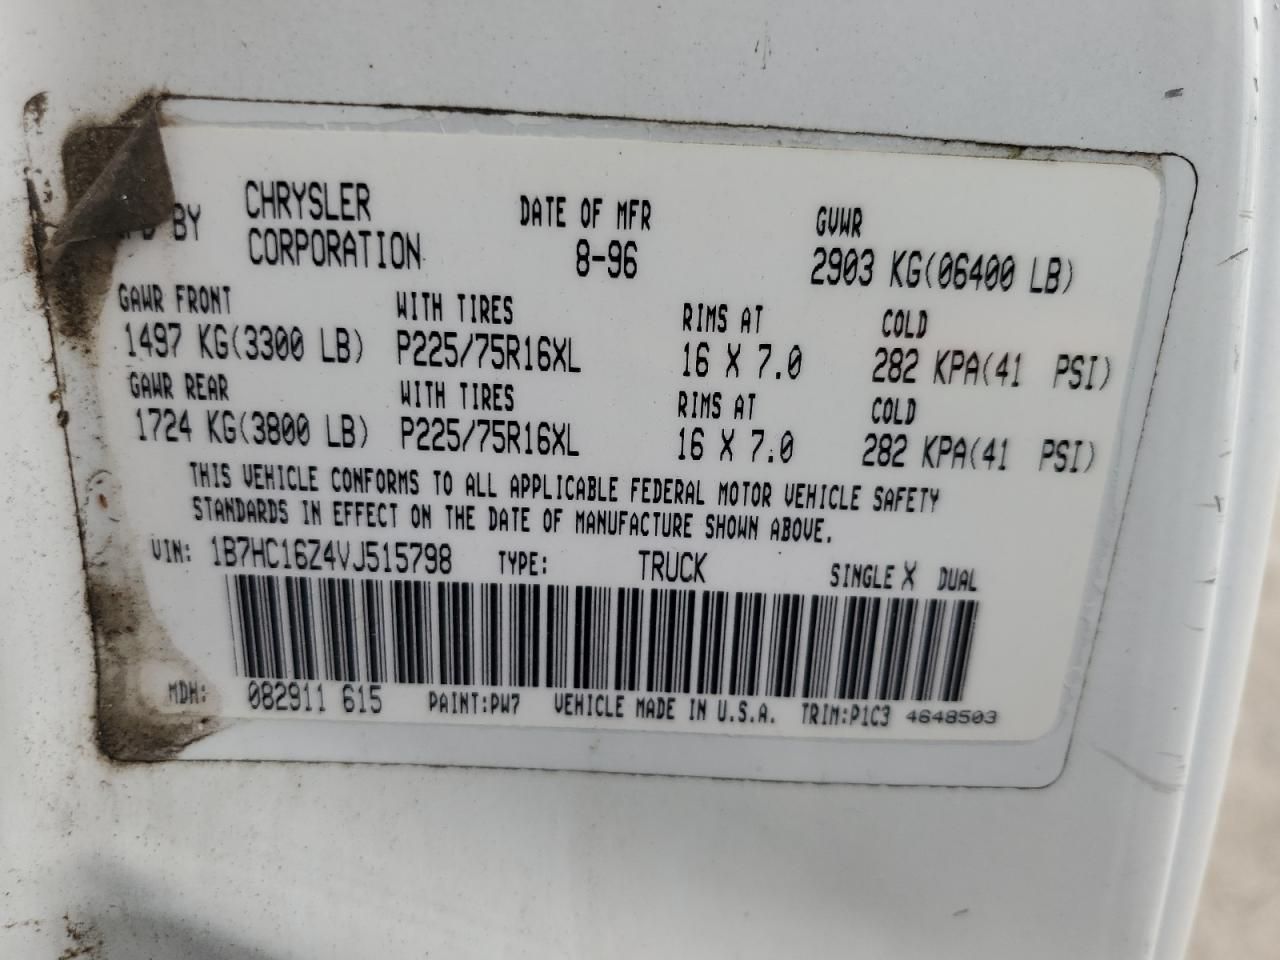 BY CHRYSLER CORPORATION DATE OF MFR 8-96 GVWR 2903 KG(06400 LB)
GAWR FRONT WITH TIRES RIMS AT COLD
1497 KG(3300 LB) P225/75R16XL 16 X 7.0 282 KPA(41 PSI)
GAWR REAR WITH TIRES RIMS AT COLD
1724 KG(3800 LB) P225/75R16XL 16 X 7.0 282 KPA(41 PSI)
THIS VEHICLE CONFORMS TO ALL APPLICABLE FEDERAL MOTOR VEHICLE SAFETY
STANDARDS IN EFFECT ON THE DATE OF MANUFACTURE SHOWN ABOVE.
VIN: 1B7HC16Z4VJ515798 TYPE: TRUCK SINGLE X DUAL
MDH: 082911 615 PAINT:PW7 VEHICLE MADE IN U.S.A. TRIM:P1C3 4648503